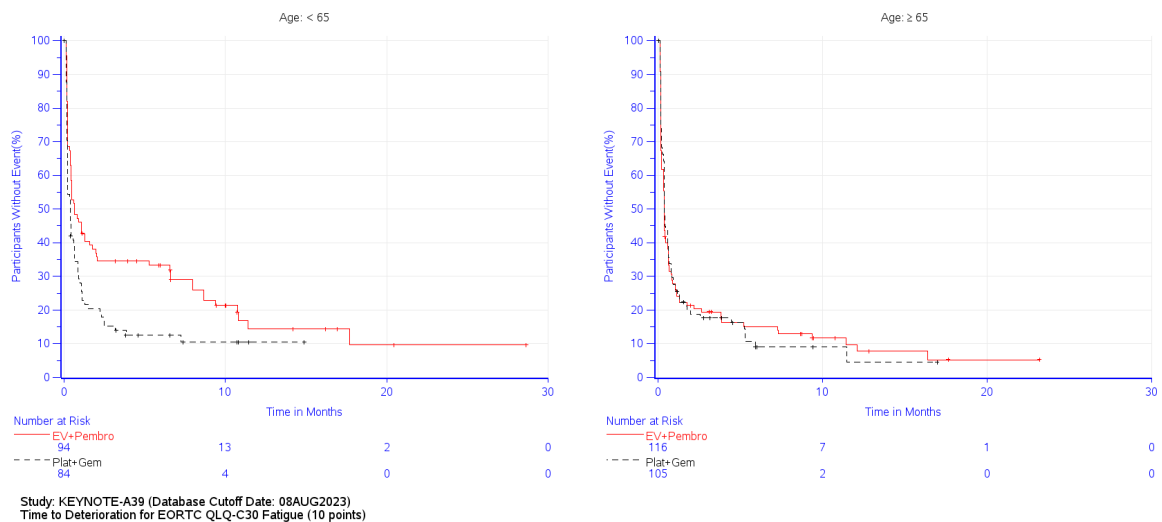 Age: < 65
Participants Without Event(%)
100
90
80
70
60
50
40
30
20
10
0
0 10 20 30
Time in Months
Number at Risk
EV+Pembro
94 13 2 0
Plat+Gem
84 4 0 0
Age: ≥ 65
Participants Without Event(%)
100
90
80
70
60
50
40
30
20
10
0
0 10 20 30
Time in Months
Number at Risk
EV+Pembro
116 7 1 0
Plat+Gem
105 2 0 0
Study: KEYNOTE-A39 (Database Cutoff Date: 08AUG2023)
Time to Deterioration for EORTC QLQ-C30 Fatigue (10 points)